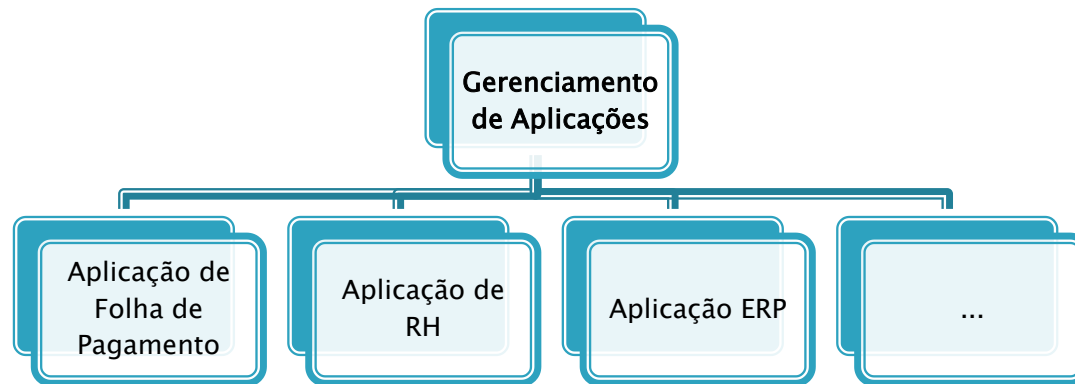 Gerenciamento
de Aplicações
Aplicação de
Folha de
Pagamento
Aplicação de
RH
Aplicação ERP
...